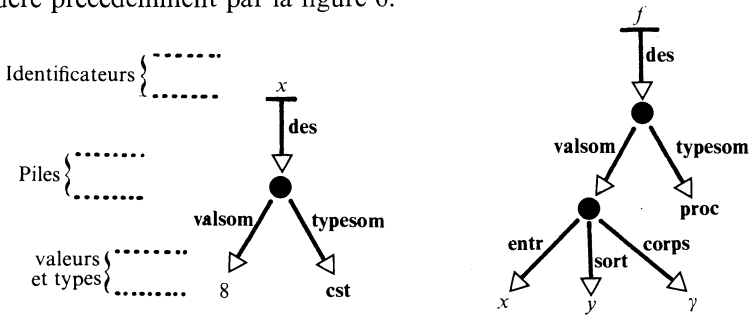 précédemment par la figure 6.
Identificateurs
x
des
Piles
valsom typesom
valeurs
et types
8 cst
f
des
valsom typesom
proc
entr sort corps
x y γ